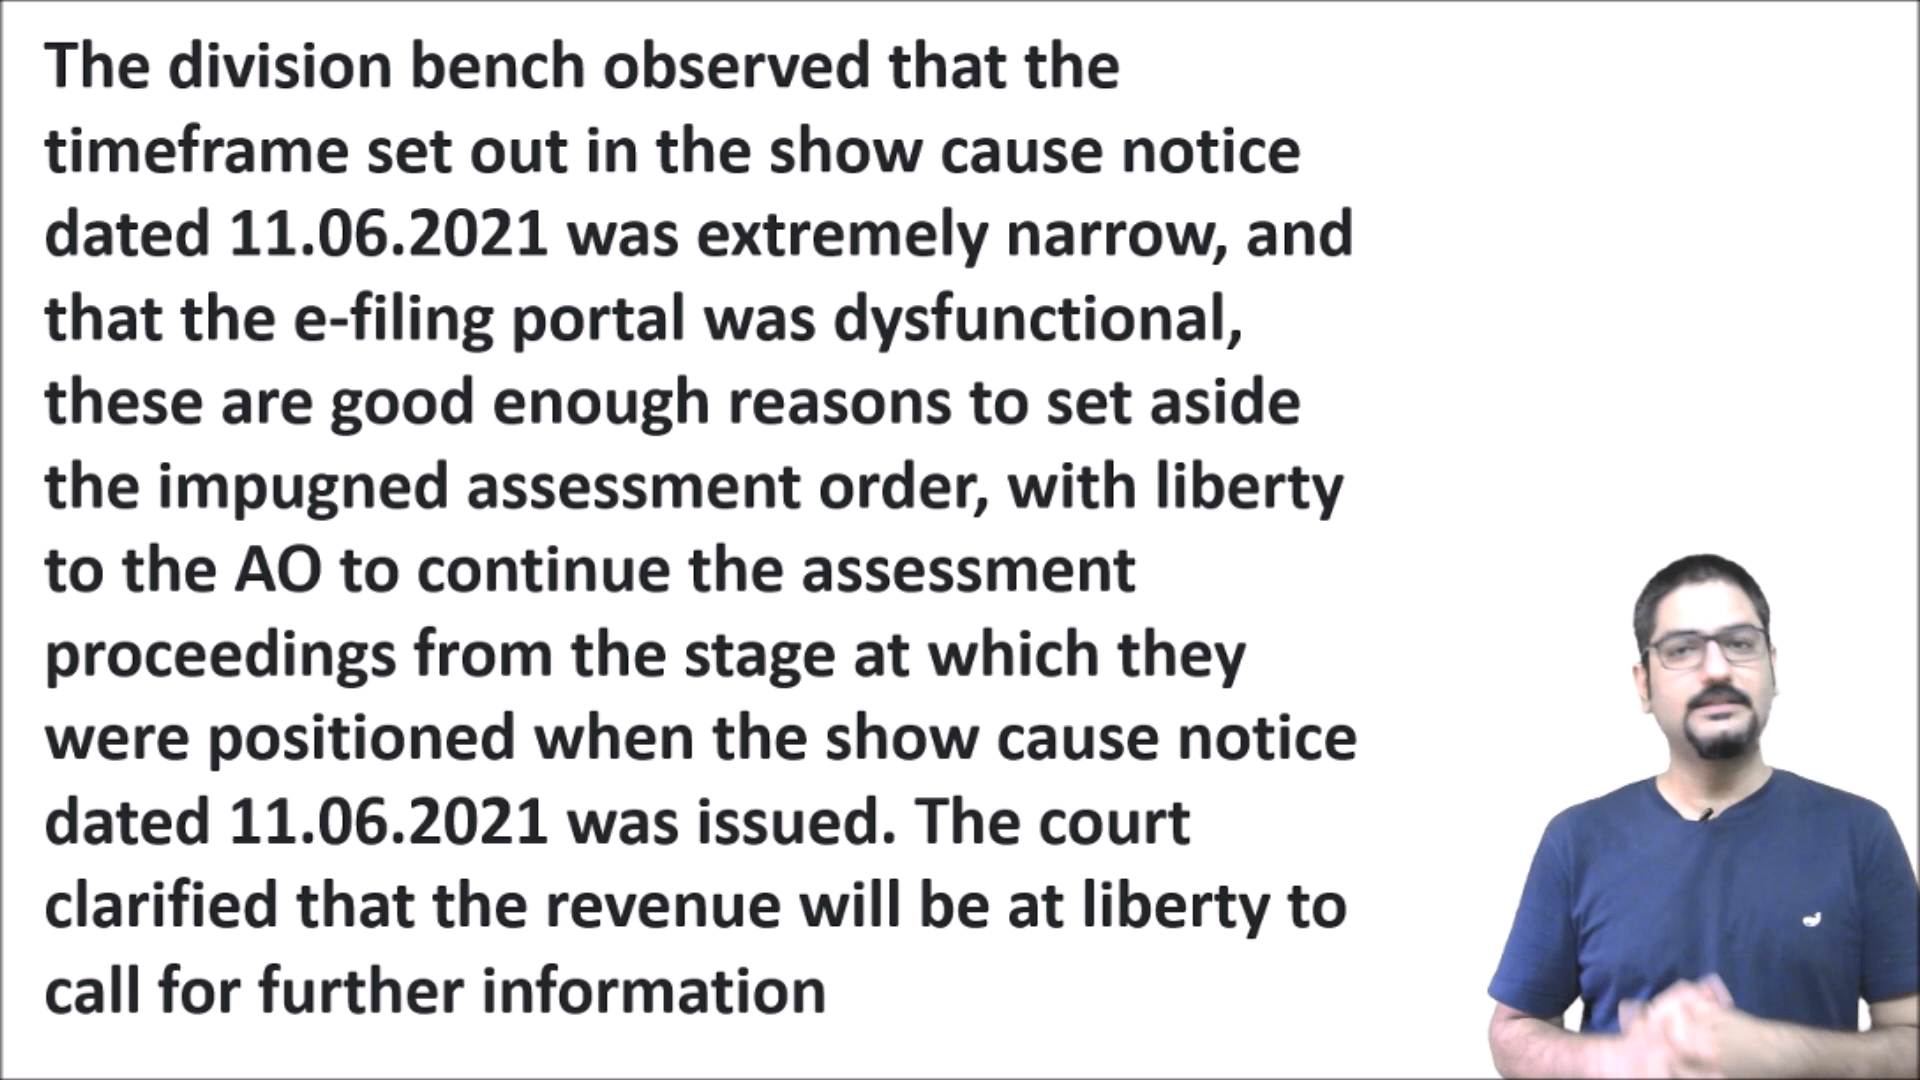 The division bench observed that the
timeframe set out in the show cause notice
dated 11.06.2021 was extremely narrow, and
that the e-filing portal was dysfunctional,
these are good enough reasons to set aside
the impugned assessment order, with liberty
to the AO to continue the assessment
proceedings from the stage at which they
were positioned when the show cause notice
dated 11.06.2021 was issued. The court
clarified that the revenue will be at liberty to
call for further information